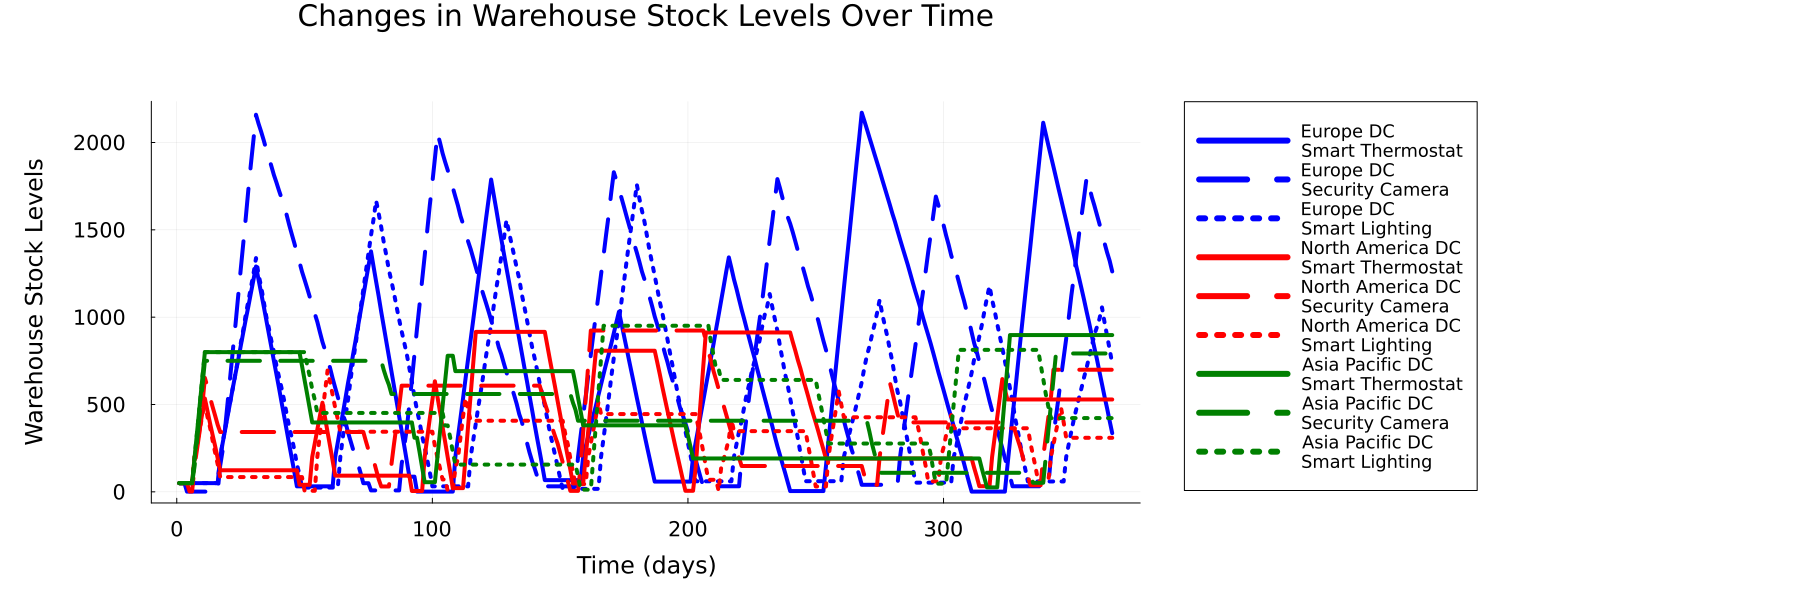 Changes in Warehouse Stock Levels Over Time
Warehouse Stock Levels
2000
1500
1000
500
0
0
100
200
300
Time (days)
Europe DC
Smart Thermostat
Europe DC
Security Camera
Europe DC
Smart Lighting
North America DC
Smart Thermostat
North America DC
Security Camera
North America DC
Smart Lighting
Asia Pacific DC
Smart Thermostat
Asia Pacific DC
Security Camera
Asia Pacific DC
Smart Lighting